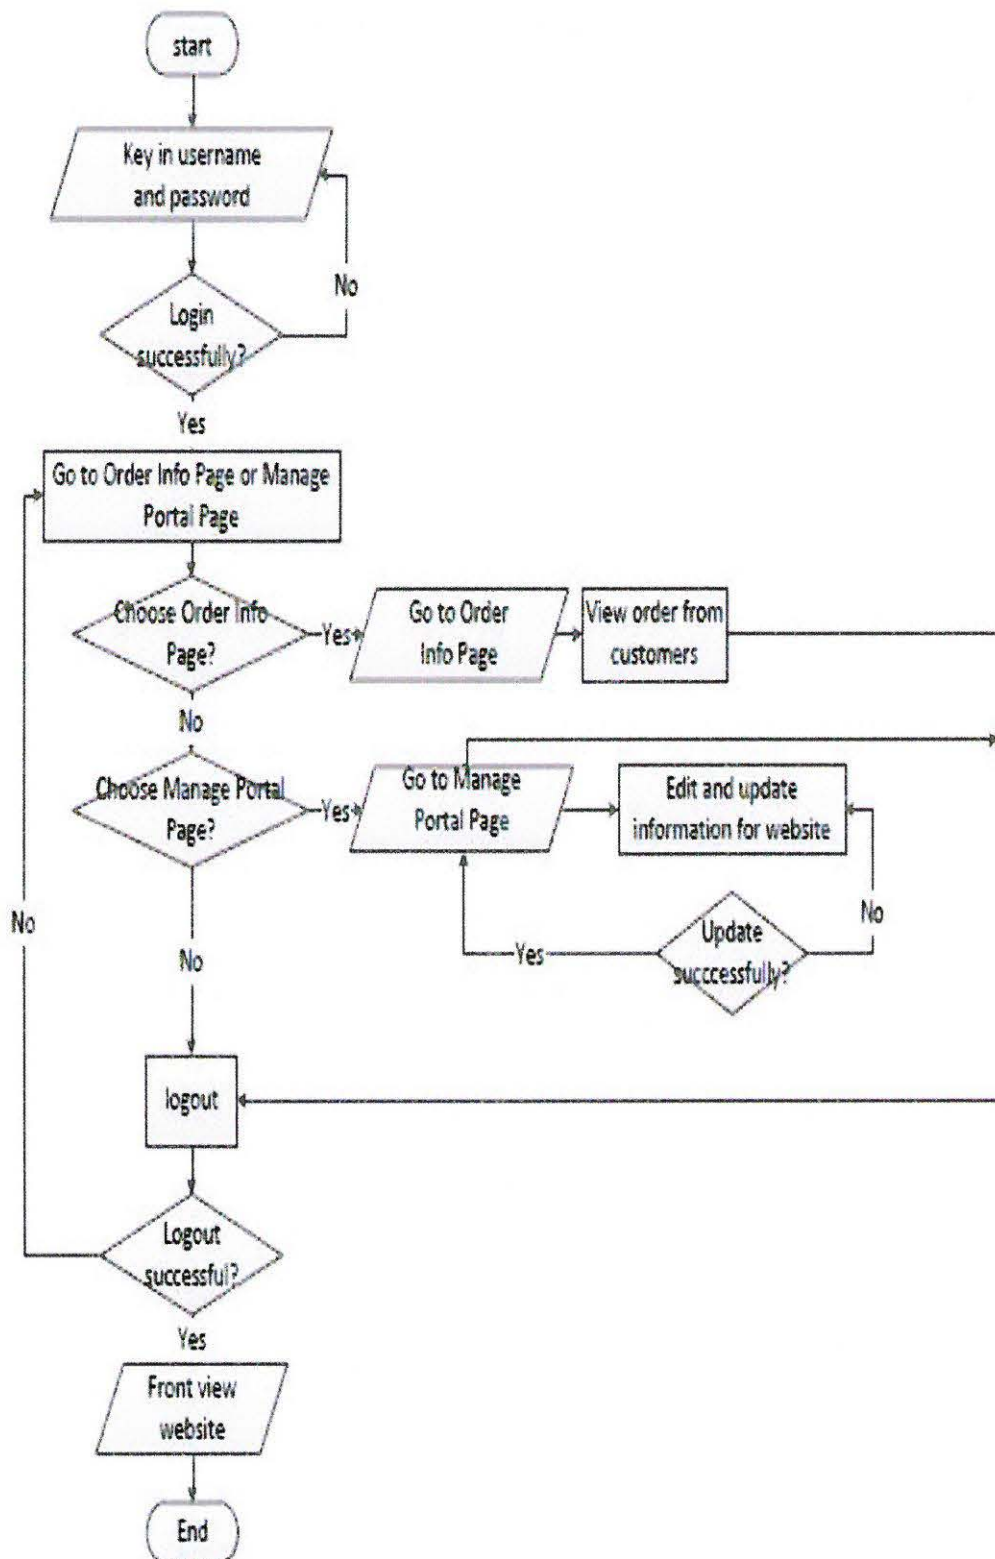 start
Key in username
and password
No
Login
successfully?
Yes
Go to Order Info Page or Manage
Portal Page
Choose Order Info
Page?
Yes
Go to Order
Info Page
View order from
customers
No
Choose Manage Portal
Page?
Yes
Go to Manage
Portal Page
Edit and update
information for website
No
No
Yes
Update
succcessfully?
No
logout
Logout
successful?
Yes
Front view
website
End